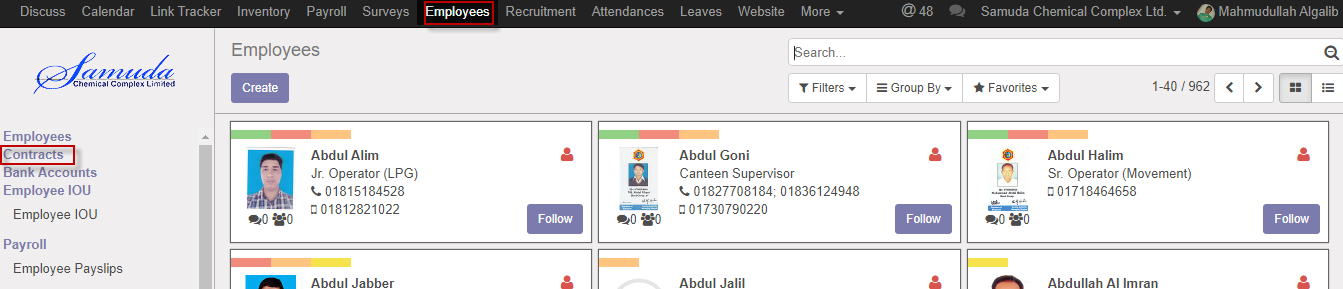 Discuss Calendar Link Tracker Inventory Payroll Surveys Employees Recruitment Attendances Leaves Website More @ 48 Samuda Chemical Complex Ltd. Mahmudullah Algalib
Samuda
Chemical Complex Limited
Employees
Search...
Create
Filters Group By Favorites 1-40 / 962
Employees
Contracts
Bank Accounts
Employee IOU
Employee IOU
Payroll
Employee Payslips
Abdul Alim
Jr. Operator (LPG)
01815184528
01812821022
0 0
Follow
Abdul Goni
Canteen Supervisor
01827708184; 01836124948
01730790220
0 0
Follow
Abdul Halim
Sr. Operator (Movement)
01718464658
0 0
Follow
Abdul Jabber
Abdul Jalil
Abdullah Al Imran